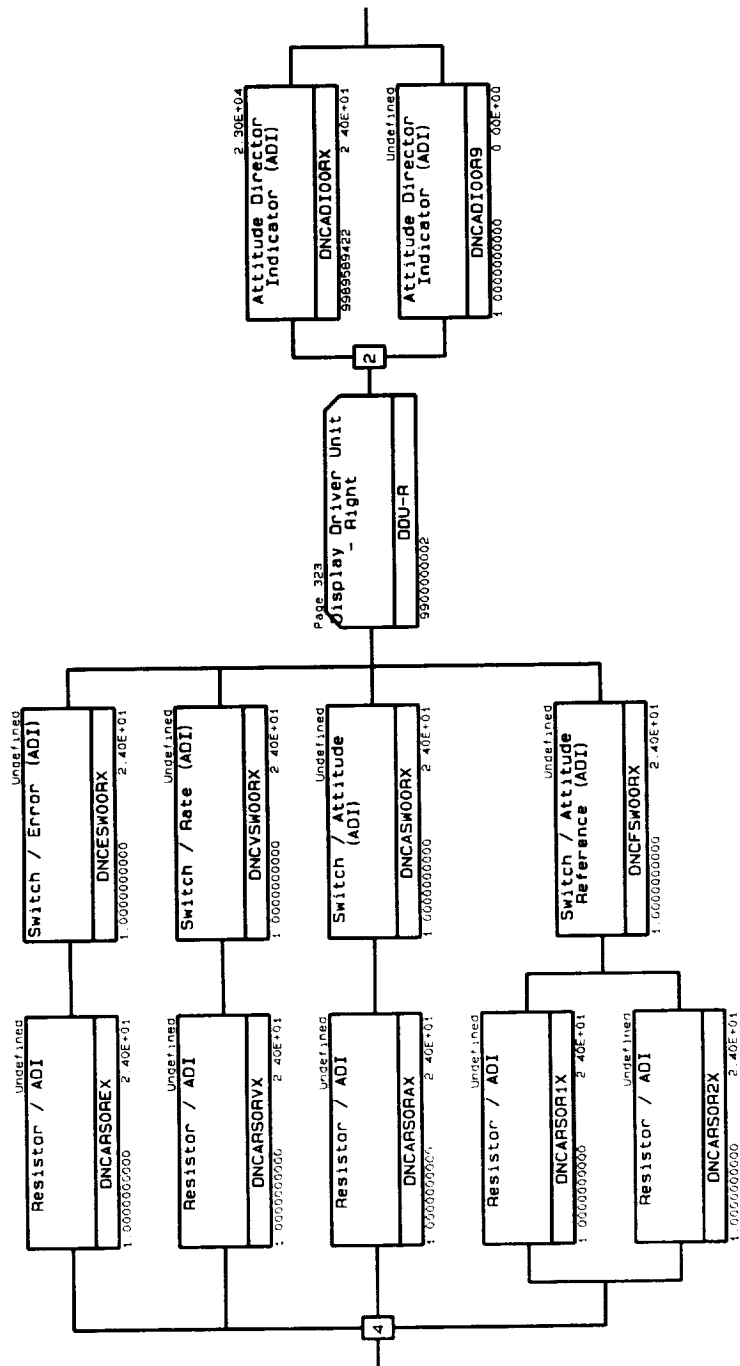 4
Undefined
Resistor / ADI
DNCARSOREX
1.0000000000 2.40E+01
Undefined
Switch / Error (ADI)
DNCESWOORX
1.0000000000 2.40E+01
Undefined
Resistor / ADI
DNCARSORVX
1.0000000000 2.40E+01
Undefined
Switch / Rate (ADI)
DNCVSWOORX
1.0000000000 2.40E+01
Undefined
Resistor / ADI
DNCARSORAX
1.0000000000 2.40E+01
Undefined
Switch / Attitude
(ADI)
DNCASWOORX
1.0000000000 2.40E+01
Undefined
Resistor / ADI
DNCARSOR1X
1.0000000000 2.40E+01
Undefined
Resistor / ADI
DNCARSOR2X
1.0000000000 2.40E+01
Undefined
Switch / Attitude
Reference (ADI)
DNCFSWOORX
1.0000000000 2.40E+01
Page 323
Display Driver Unit
- Right
DDU-R
9900000002
2
2.30E+04
Attitude Director
Indicator (ADI)
DNCADIOORX
9989589422 2 40E+01
Undefined
Attitude Director
Indicator (ADI)
DNCADIOOR9
1 0000000000 0 00E+00